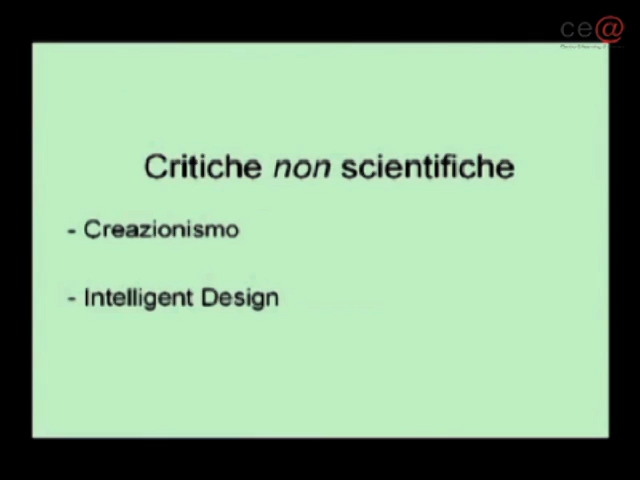 ce@
Critiche non scientifiche
- Creazionismo
- Intelligent Design